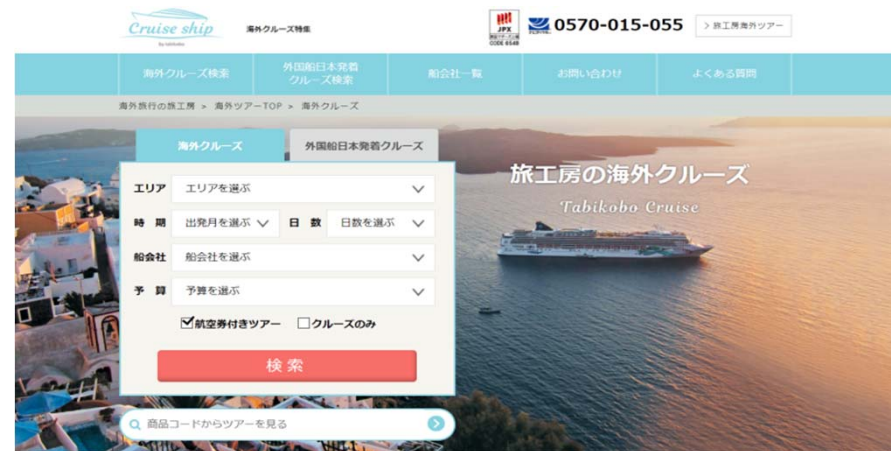 Cruise ship
By tabikobo
海外クルーズ特集
JPX
CODE 6548
0570-015-055
> 旅工房海外ツアー
海外クルーズ検索
外国船日本発着
クルーズ検索
船会社一覧
お問い合わせ
よくある質問
海外旅行の旅工房 > 海外ツアーTOP > 海外クルーズ
海外クルーズ
外国船日本発着クルーズ
エリア エリアを選ぶ
時 期 出発月を選ぶ 日 数 日数を選ぶ
船会社 船会社を選ぶ
予 算 予算を選ぶ
航空券付きツアー クルーズのみ
検索
商品コードからツアーを見る
旅工房の海外クルーズ
Tabikobo Cruise